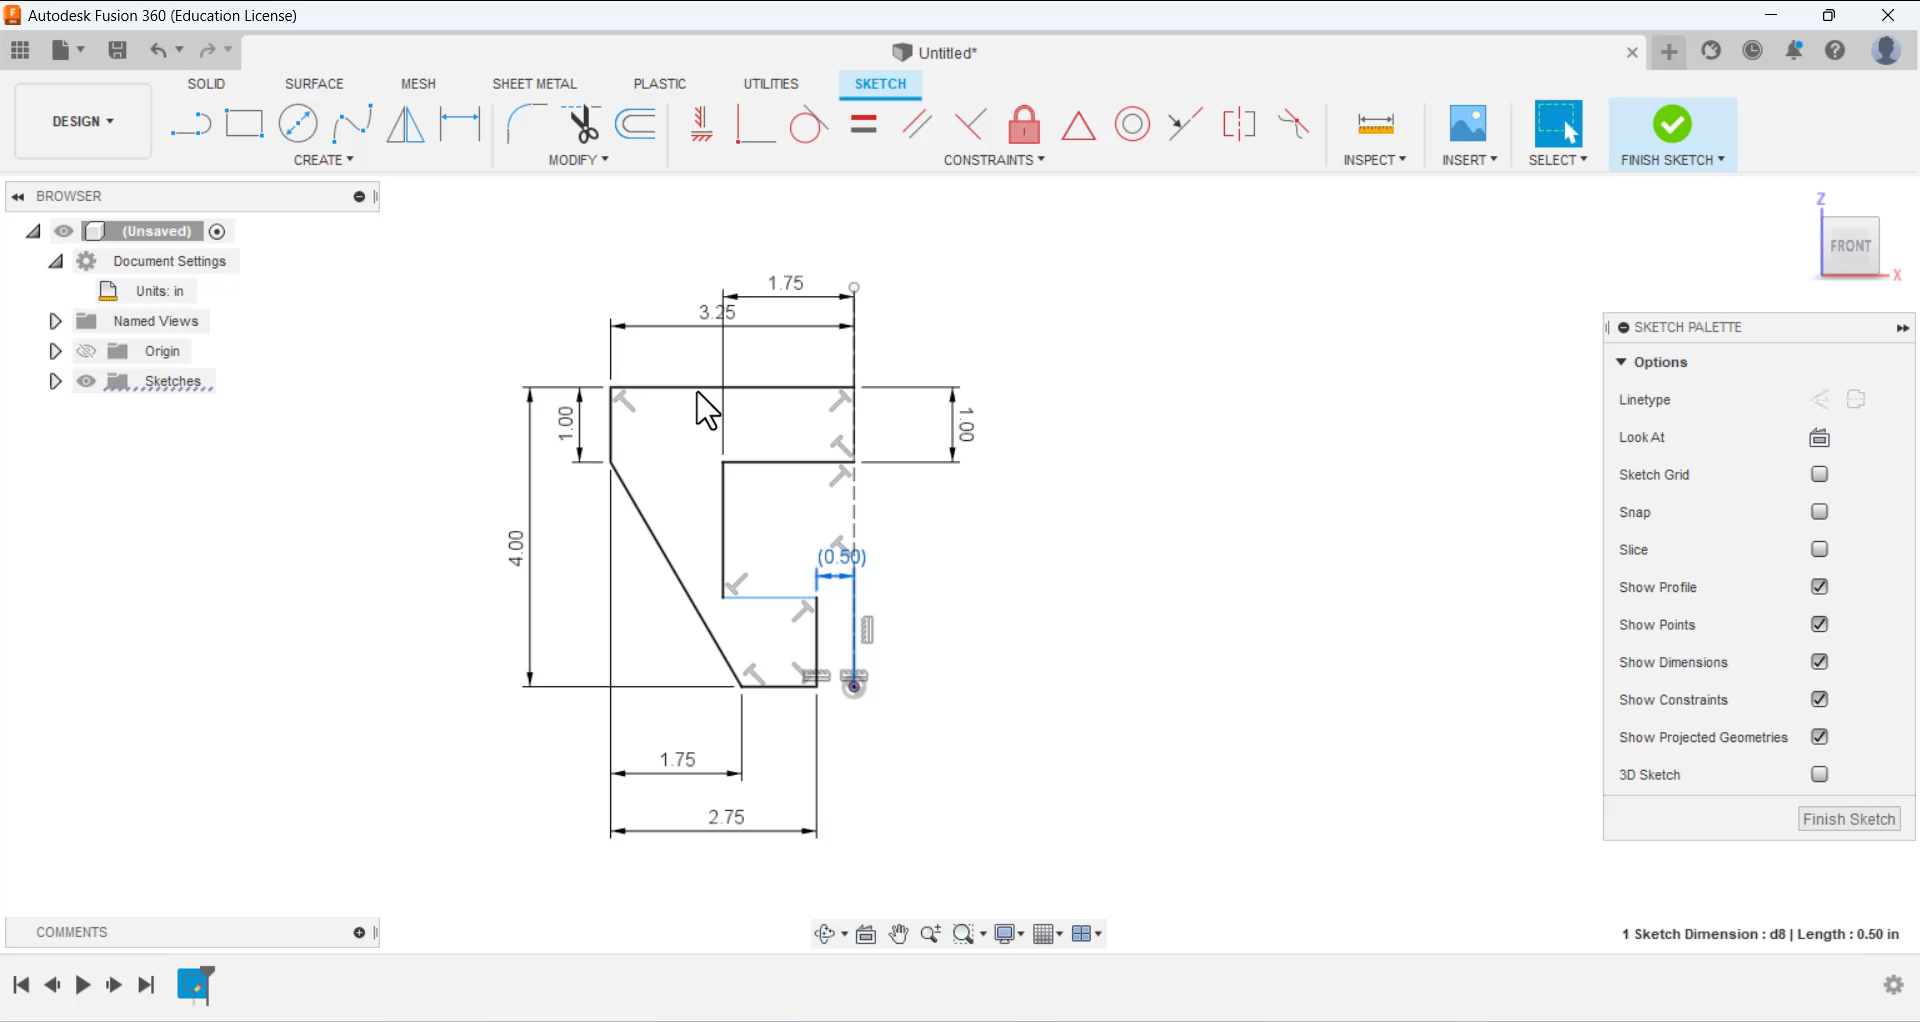 Autodesk Fusion 360 (Education License)
Untitled*
SOLID
SURFACE
MESH
SHEET METAL
PLASTIC
UTILITIES
SKETCH
DESIGN
CREATE
MODIFY
CONSTRAINTS
INSPECT
INSERT
SELECT
FINISH SKETCH
BROWSER
(Unsaved)
Document Settings
Units: in
Named Views
Origin
Sketches
Z
FRONT
X
1.75
3.25
1.00
1.00
4.00
(0.50)
1.75
2.75
SKETCH PALETTE
Options
Linetype
Look At
Sketch Grid
Snap
Slice
Show Profile
Show Points
Show Dimensions
Show Constraints
Show Projected Geometries
3D Sketch
Finish Sketch
COMMENTS
1 Sketch Dimension : d8 | Length : 0.50 in